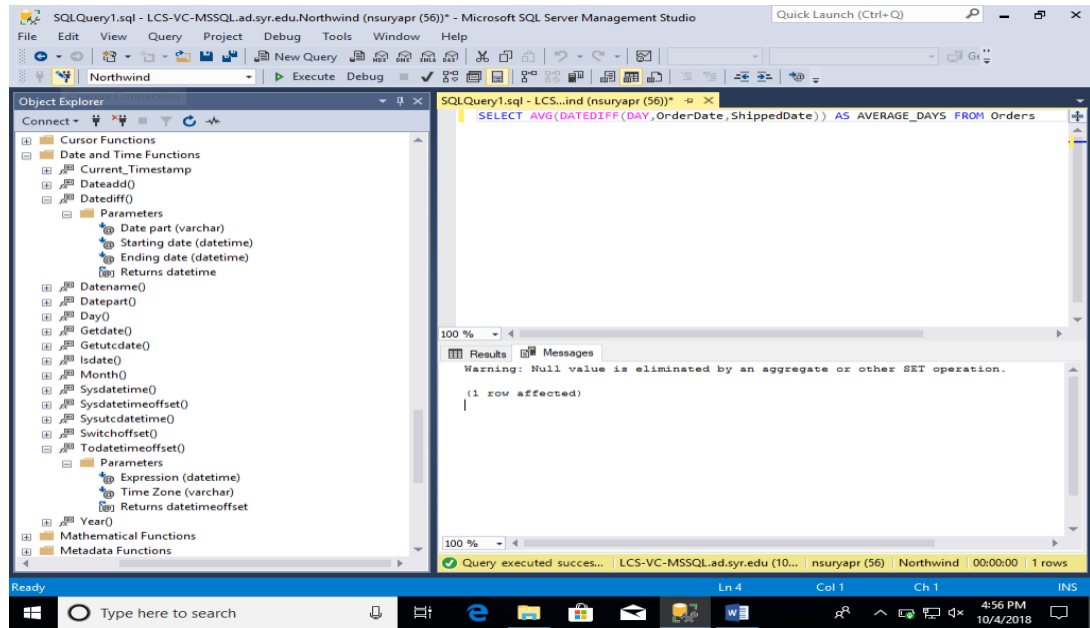 SQLQuery1.sql - LCS-VC-MSSQL.ad.syr.edu.Northwind (nsuryapr (56))* - Microsoft SQL Server Management Studio
Quick Launch (Ctrl+Q)
File Edit View Query Project Debug Tools Window Help
New Query
Northwind Execute Debug
Object Explorer
SQLQuery1.sql - LCS...ind (nsuryapr (56))*
Connect
SELECT AVG(DATEDIFF(DAY,OrderDate,ShippedDate)) AS AVERAGE_DAYS FROM Orders
Cursor Functions
Date and Time Functions
Current_Timestamp
Dateadd()
Datediff()
Parameters
Date part (varchar)
Starting date (datetime)
Ending date (datetime)
Returns datetime
Datename()
Datepart()
Day()
Getdate()
Getutcdate()
Isdate()
Month()
Sysdatetime()
Sysdatetimeoffset()
Sysutcdatetime()
Switchoffset()
Todatetimeoffset()
Parameters
Expression (datetime)
Time Zone (varchar)
Returns datetimeoffset
Year()
Mathematical Functions
Metadata Functions
100 %
Results Messages
Warning: Null value is eliminated by an aggregate or other SET operation.
(1 row affected)
100 %
Query executed succes... LCS-VC-MSSQL.ad.syr.edu (10... nsuryapr (56) Northwind 00:00:00 1 rows
Ready Ln 4 Col 1 Ch 1 INS
Type here to search
4:56 PM
10/4/2018